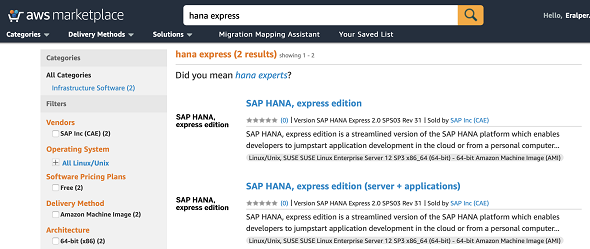 aws marketplace
hana express
Hello, Eralper.
Categories
Delivery Methods
Solutions
Migration Mapping Assistant
Your Saved List
Categories
All Categories
Infrastructure Software (2)
Filters
Vendors
SAP Inc (CAE) (2)
Operating System
+ All Linux/Unix
Software Pricing Plans
Free (2)
Delivery Method
Amazon Machine Image (2)
Architecture
64-bit (x86) (2)
hana express (2 results) showing 1 - 2
Did you mean hana experts?
SAP HANA,
express edition
SAP HANA, express edition
(0) | Version SAP HANA Express 2.0 SPS03 Rev 31 | Sold by SAP Inc (CAE)
SAP HANA, express edition is a streamlined version of the SAP HANA platform which enables
developers to jumpstart application development in the cloud or from a personal computer...
Linux/Unix, SUSE SUSE Linux Enterprise Server 12 SP3 x86_64 (64-bit) - 64-bit Amazon Machine Image (AMI)
SAP HANA,
express edition
SAP HANA, express edition (server + applications)
(0) | Version SAP HANA Express 2.0 SPS03 Rev 31 | Sold by SAP Inc (CAE)
SAP HANA, express edition is a streamlined version of the SAP HANA platform which enables
developers to jumpstart application development in the cloud or from a personal computer...
Linux/Unix, SUSE SUSE Linux Enterprise Server 12 SP3 x86_64 (64-bit) - 64-bit Amazon Machine Image (AMI)